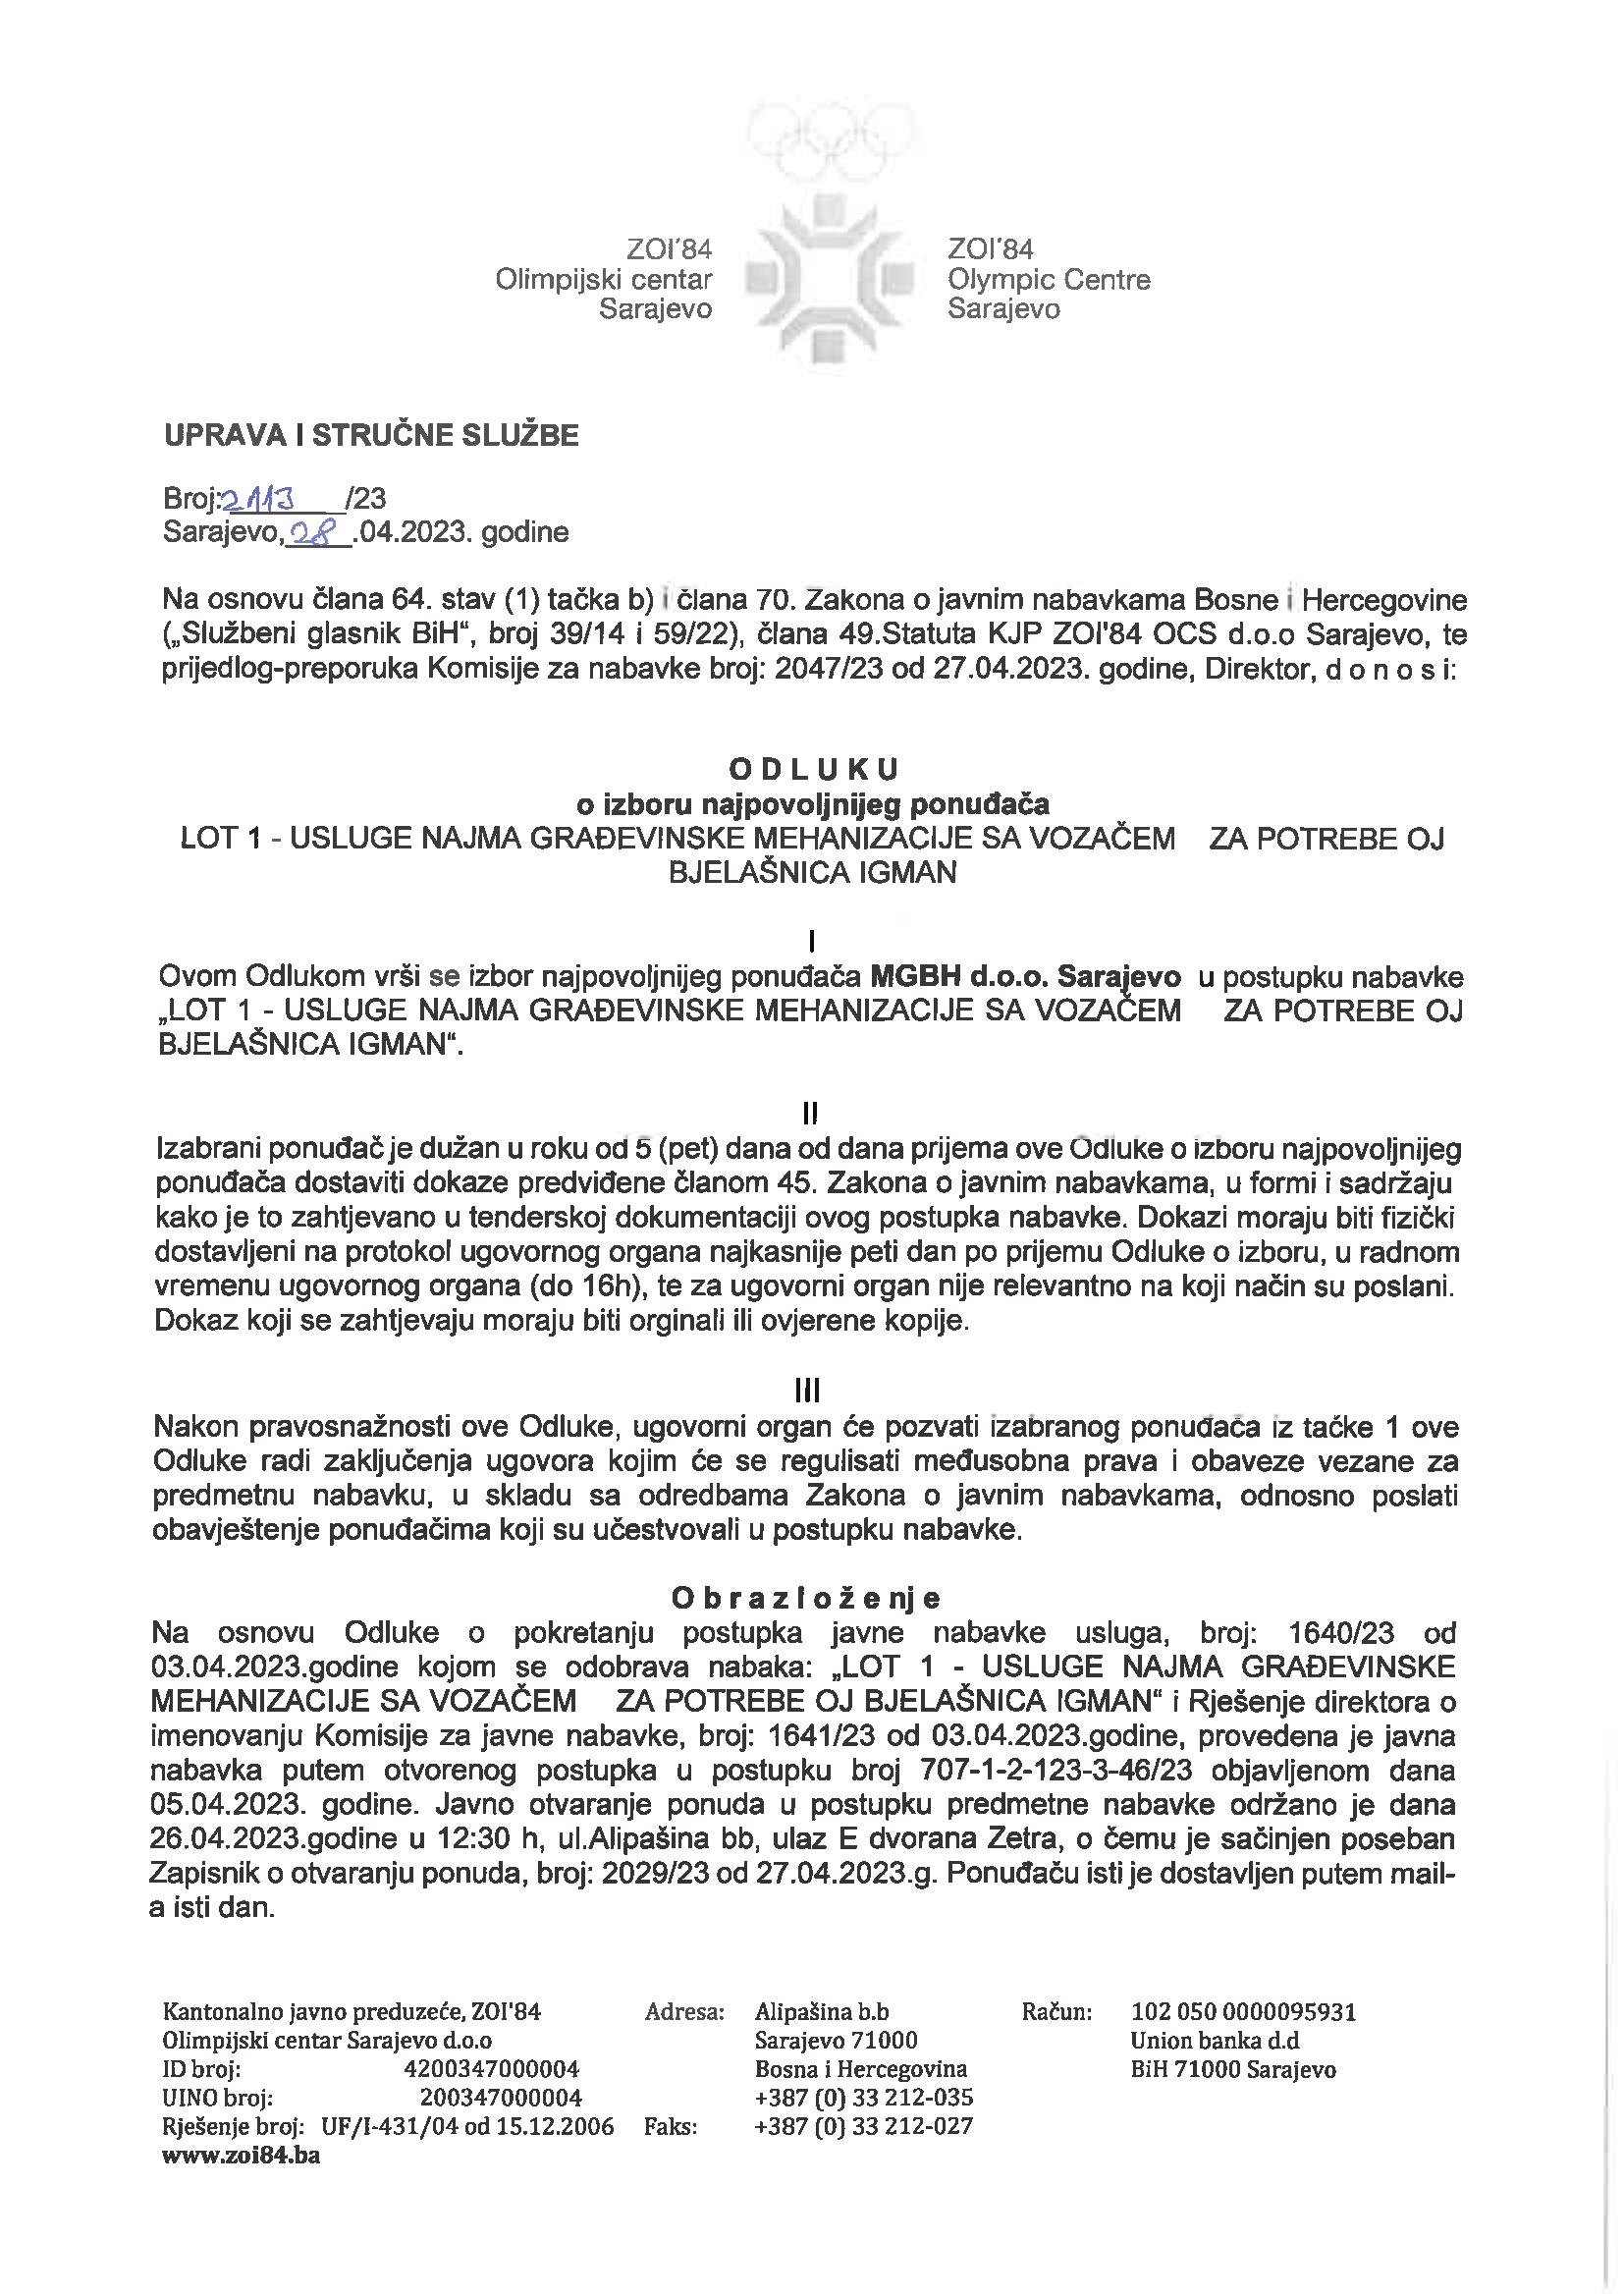 ZOI'84
Olimpijski centar
Sarajevo
ZOI'84
Olympic Centre
Sarajevo
UPRAVA I STRUČNE SLUŽBE
Broj:2113 /23
Sarajevo, 28 .04.2023. godine
Na osnovu člana 64. stav (1) tačka b) i člana 70. Zakona o javnim nabavkama Bosne i Hercegovine
(„Službeni glasnik BiH“, broj 39/14 i 59/22), člana 49.Statuta KJP ZOI'84 OCS d.o.o Sarajevo, te
prijedlog-preporuka Komisije za nabavke broj: 2047/23 od 27.04.2023. godine, Direktor, d o n o s i:
O D L U K U
o izboru najpovoljnijeg ponuđača
LOT 1 - USLUGE NAJMA GRAĐEVINSKE MEHANIZACIJE SA VOZAČEM ZA POTREBE OJ
BJELAŠNICA IGMAN
I
Ovom Odlukom vrši se izbor najpovoljnijeg ponuđača MGBH d.o.o. Sarajevo u postupku nabavke
„LOT 1 - USLUGE NAJMA GRAĐEVINSKE MEHANIZACIJE SA VOZAČEM ZA POTREBE OJ
BJELAŠNICA IGMAN“.
II
Izabrani ponuđač je dužan u roku od 5 (pet) dana od dana prijema ove Odluke o izboru najpovoljnijeg
ponuđača dostaviti dokaze predviđene članom 45. Zakona o javnim nabavkama, u formi i sadržaju
kako je to zahtjevano u tenderskoj dokumentaciji ovog postupka nabavke. Dokazi moraju biti fizički
dostavljeni na protokol ugovornog organa najkasnije peti dan po prijemu Odluke o izboru, u radnom
vremenu ugovornog organa (do 16h), te za ugovorni organ nije relevantno na koji način su poslani.
Dokaz koji se zahtjevaju moraju biti orginali ili ovjerene kopije.
III
Nakon pravosnažnosti ove Odluke, ugovorni organ će pozvati izabranog ponuđača iz tačke 1 ove
Odluke radi zaključenja ugovora kojim će se regulisati međusobna prava i obaveze vezane za
predmetnu nabavku, u skladu sa odredbama Zakona o javnim nabavkama, odnosno poslati
obavještenje ponuđačima koji su učestvovali u postupku nabavke.
O b r a z l o ž e nj e
Na osnovu Odluke o pokretanju postupka javne nabavke usluga, broj: 1640/23 od
03.04.2023.godine kojom se odobrava nabaka: „LOT 1 - USLUGE NAJMA GRAĐEVINSKE
MEHANIZACIJE SA VOZAČEM ZA POTREBE OJ BJELAŠNICA IGMAN“ i Rješenje direktora o
imenovanju Komisije za javne nabavke, broj: 1641/23 od 03.04.2023.godine, provedena je javna
nabavka putem otvorenog postupka u postupku broj 707-1-2-123-3-46/23 objavljenom dana
05.04.2023. godine. Javno otvaranje ponuda u postupku predmetne nabavke održano je dana
26.04.2023.godine u 12:30 h, ul.Alipašina bb, ulaz E dvorana Zetra, o čemu je sačinjen poseban
Zapisnik o otvaranju ponuda, broj: 2029/23 od 27.04.2023.g. Ponuđaču isti je dostavljen putem mail-
a isti dan.
Kantonalno javno preduzeće, ZOI'84 Adresa: Alipašina b.b Račun: 102 050 0000095931
Olimpijski centar Sarajevo d.o.o Sarajevo 71000 Union banka d.d
ID broj: 4200347000004 Bosna i Hercegovina BiH 71000 Sarajevo
UINO broj: 200347000004 +387 (0) 33 212-035
Rješenje broj: UF/I-431/04 od 15.12.2006 Faks: +387 (0) 33 212-027
www.zoi84.ba